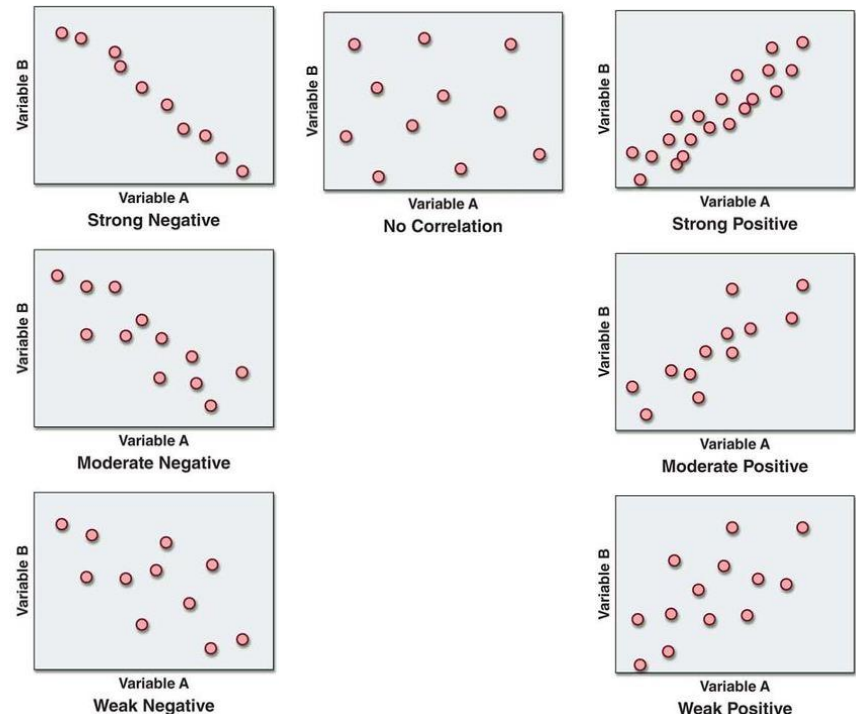 Variable B
Variable A
Strong Negative
Variable B
Variable A
No Correlation
Variable B
Variable A
Strong Positive
Variable B
Variable A
Moderate Negative
Variable B
Variable A
Moderate Positive
Variable B
Variable A
Weak Negative
Variable B
Variable A
Weak Positive